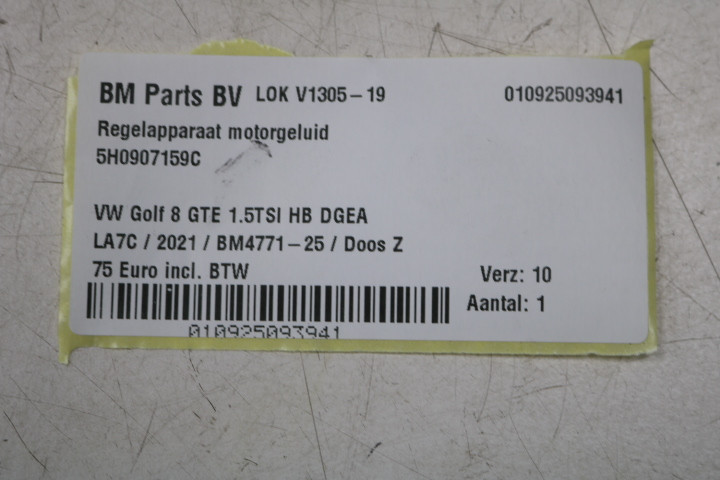 BM Parts BV LOK V1305-19 010925093941
Regelapparaat motorgeluid
5H0907159C
VW Golf 8 GTE 1.5TSI HB DGEA
LA7C / 2021 / BM4771-25 / Doos Z
75 Euro incl. BTW Verz: 10
Aantal: 1
010925093941